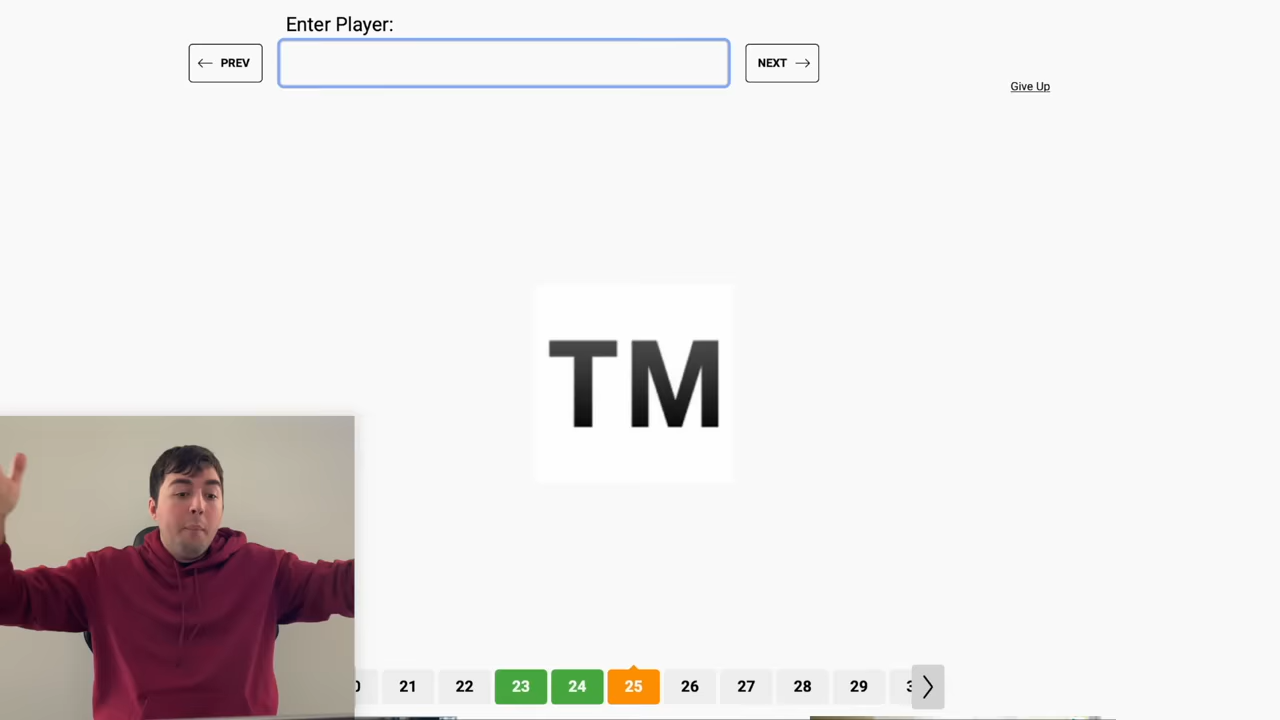 Enter Player:
← PREV
NEXT →
Give Up
TM
21 22 23 24 25 26 27 28 29